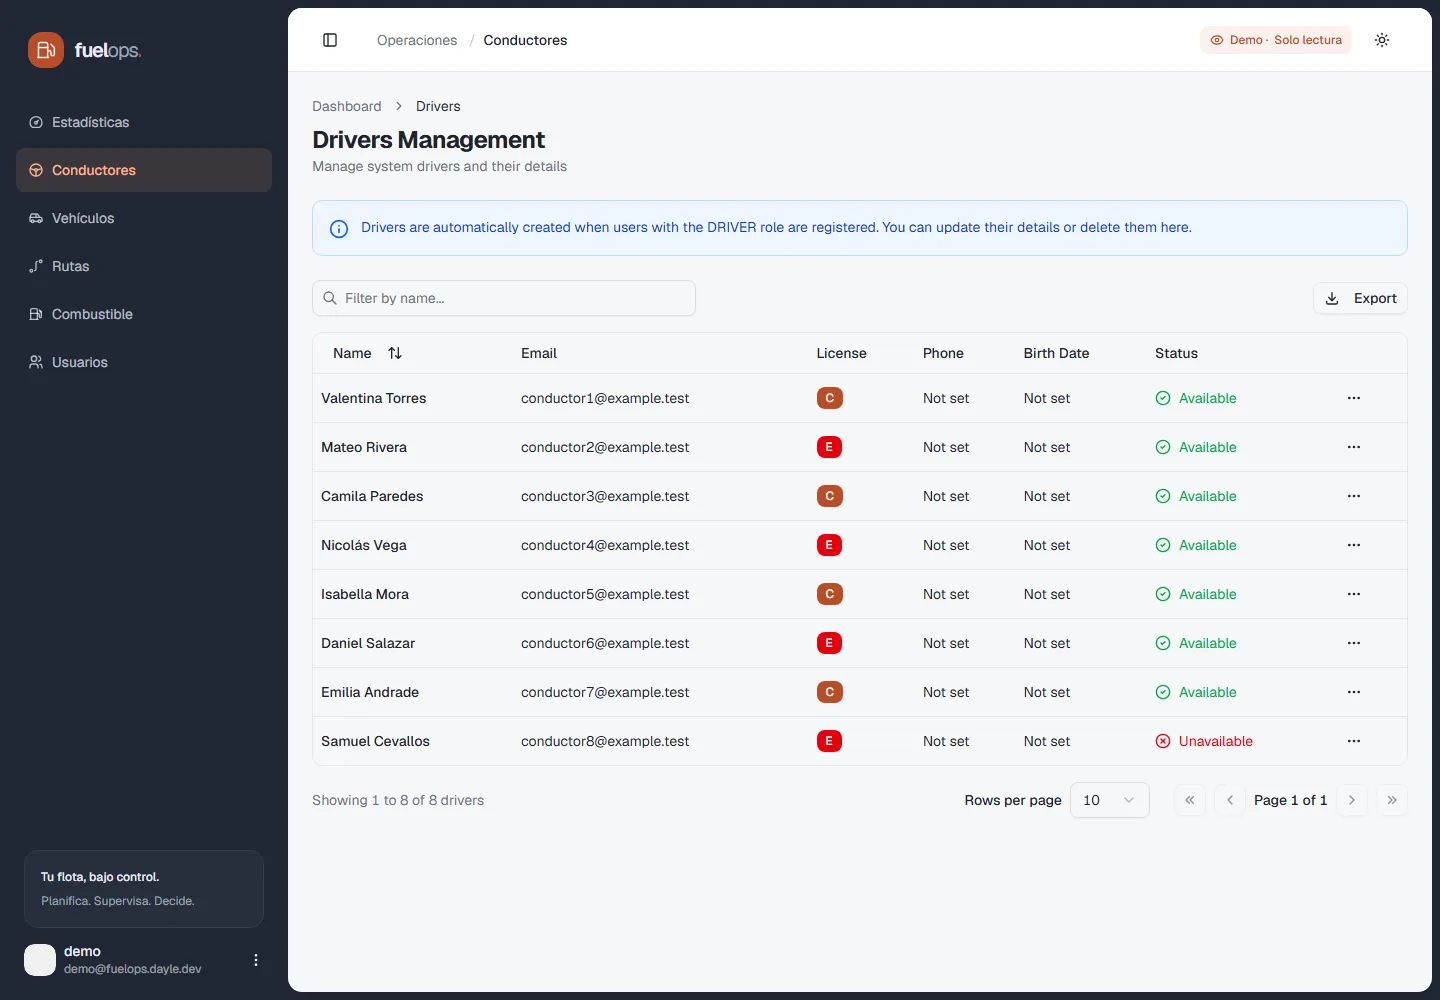 fuelops.
Estadísticas
Conductores
Vehículos
Rutas
Combustible
Usuarios
Tu flota, bajo control.
Planifica. Supervisa. Decide.
demo
demo@fuelops.dayle.dev
Operaciones / Conductores
Demo · Solo lectura
Dashboard > Drivers
Drivers Management
Manage system drivers and their details
Drivers are automatically created when users with the DRIVER role are registered. You can update their details or delete them here.
Filter by name...
Export
Name Email License Phone Birth Date Status
Valentina Torres conductor1@example.test C Not set Not set Available
Mateo Rivera conductor2@example.test E Not set Not set Available
Camila Paredes conductor3@example.test C Not set Not set Available
Nicolás Vega conductor4@example.test E Not set Not set Available
Isabella Mora conductor5@example.test C Not set Not set Available
Daniel Salazar conductor6@example.test E Not set Not set Available
Emilia Andrade conductor7@example.test C Not set Not set Available
Samuel Cevallos conductor8@example.test E Not set Not set Unavailable
Showing 1 to 8 of 8 drivers
Rows per page 10 « ‹ Page 1 of 1 › »